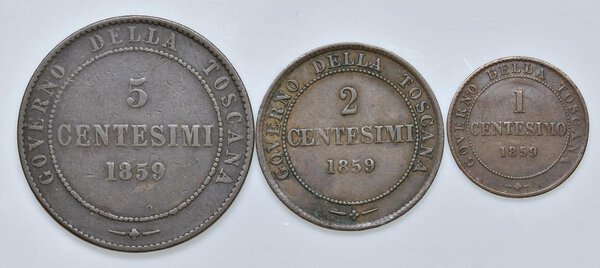 GOVERNO DELLA TOSCANA
5
CENTESIMI
1859
GOVERNO DELLA TOSCANA
2
CENTESIMI
1859
GOVERNO DELLA TOSCANA
1
CENTESIMO
1859